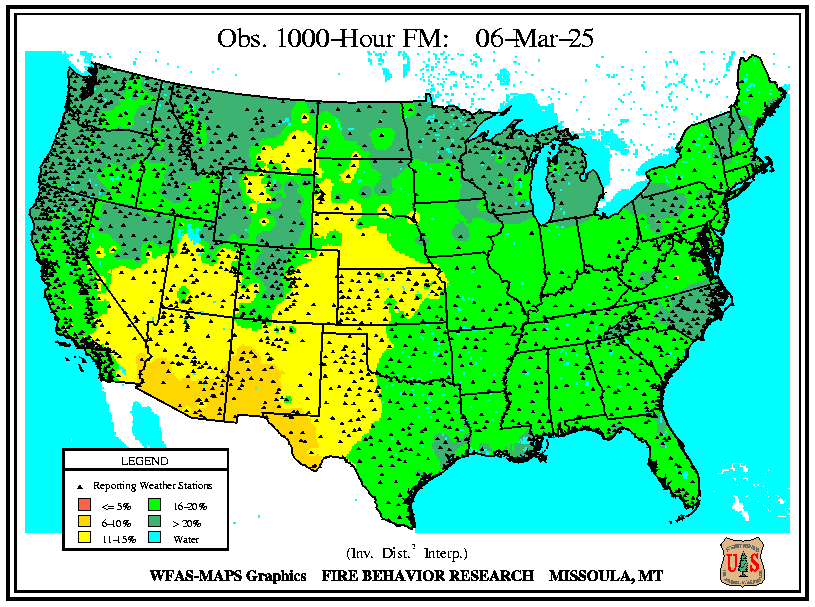 Obs. 1000-Hour FM: 06-Mar-25
LEGEND
Reporting Weather Stations
<= 5%
16-20%
6-10%
> 20%
11-15%
Water
(Inv. Dist.² Interp.)
WFAS-MAPS Graphics FIRE BEHAVIOR RESEARCH MISSOULA, MT
U S